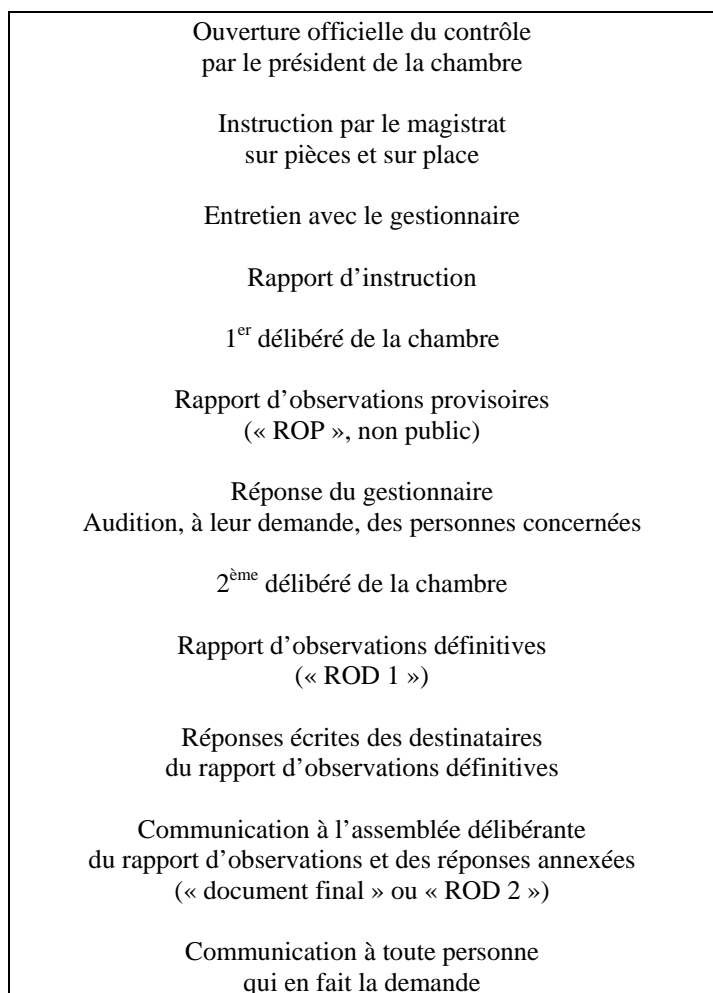 Ouverture officielle du contrôle
par le président de la chambre
Instruction par le magistrat
sur pièces et sur place
Entretien avec le gestionnaire
Rapport d’instruction
1er délibéré de la chambre
Rapport d’observations provisoires
(« ROP », non public)
Réponse du gestionnaire
Audition, à leur demande, des personnes concernées
2ème délibéré de la chambre
Rapport d’observations définitives
(« ROD 1 »)
Réponses écrites des destinataires
du rapport d’observations définitives
Communication à l’assemblée délibérante
du rapport d’observations et des réponses annexées
(« document final » ou « ROD 2 »)
Communication à toute personne
qui en fait la demande